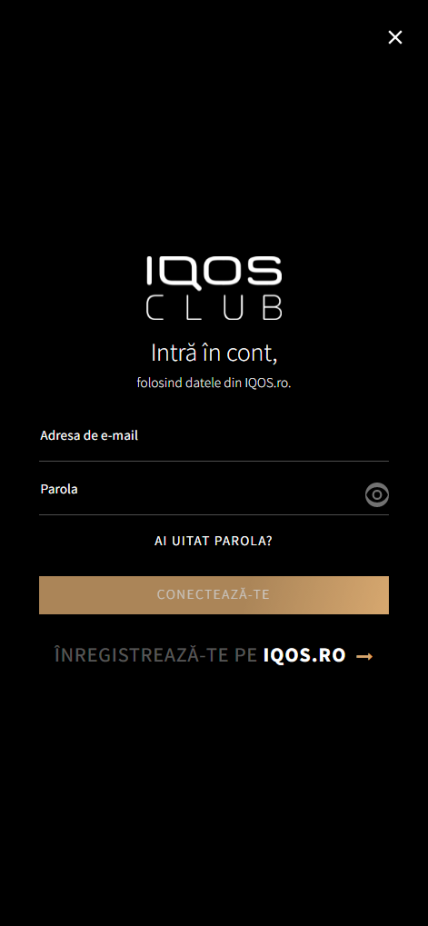 IQOS
CLUB
Intră în cont,
folosind datele din IQOS.ro.
Adresa de e-mail
Parola
AI UITAT PAROLA?
CONECTEAZĂ-TE
ÎNREGISTREAZĂ-TE PE IQOS.RO